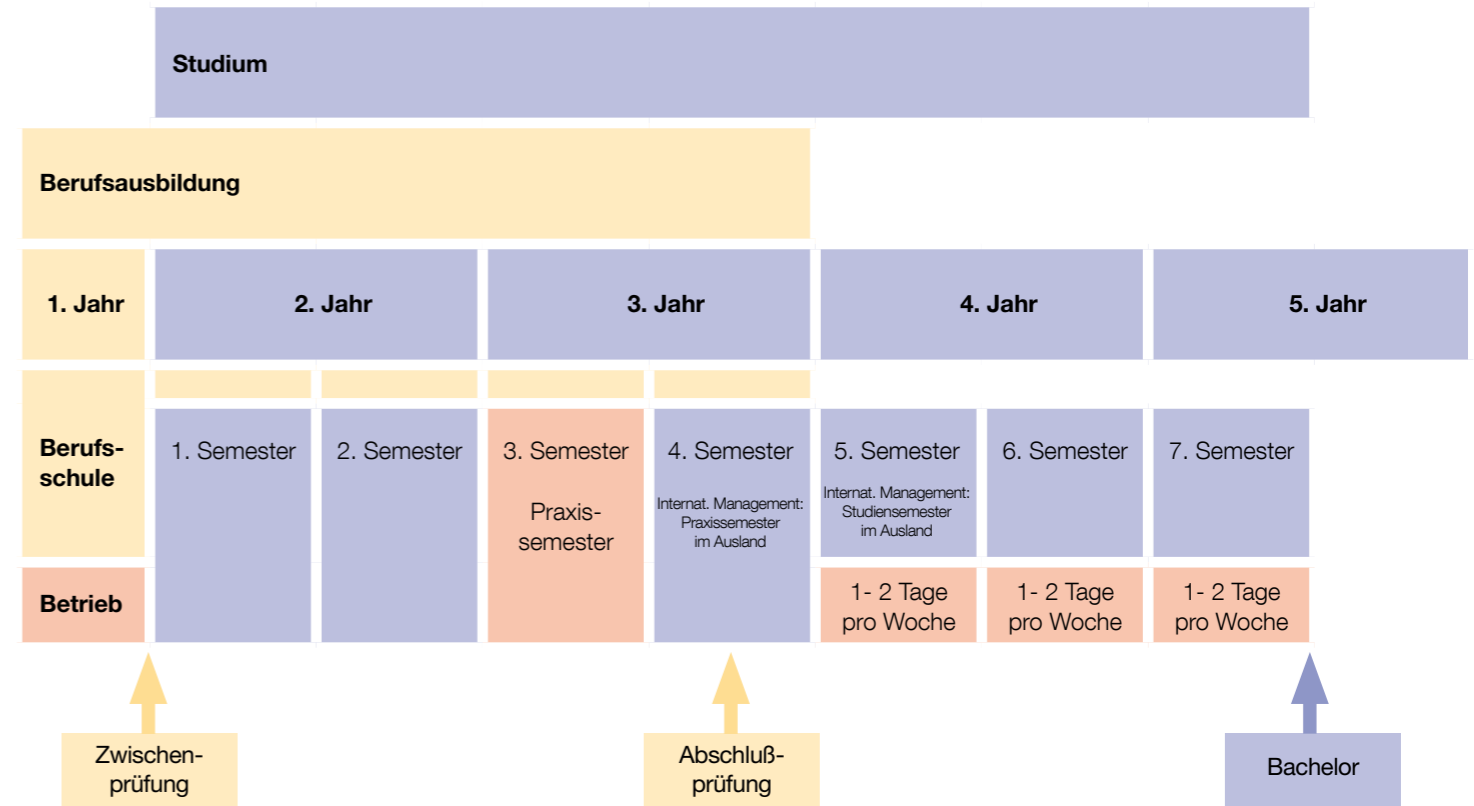 Studium
Berufsausbildung
1. Jahr
2. Jahr
3. Jahr
4. Jahr
5. Jahr
Berufs-
schule
1. Semester
2. Semester
3. Semester
Praxis-
semester
4. Semester
Internat. Management:
Praxissemester
im Ausland
5. Semester
Internat. Management:
Studiensemester
im Ausland
6. Semester
7. Semester
Betrieb
1- 2 Tage
pro Woche
1- 2 Tage
pro Woche
1- 2 Tage
pro Woche
Zwischen-
prüfung
Abschluß-
prüfung
Bachelor